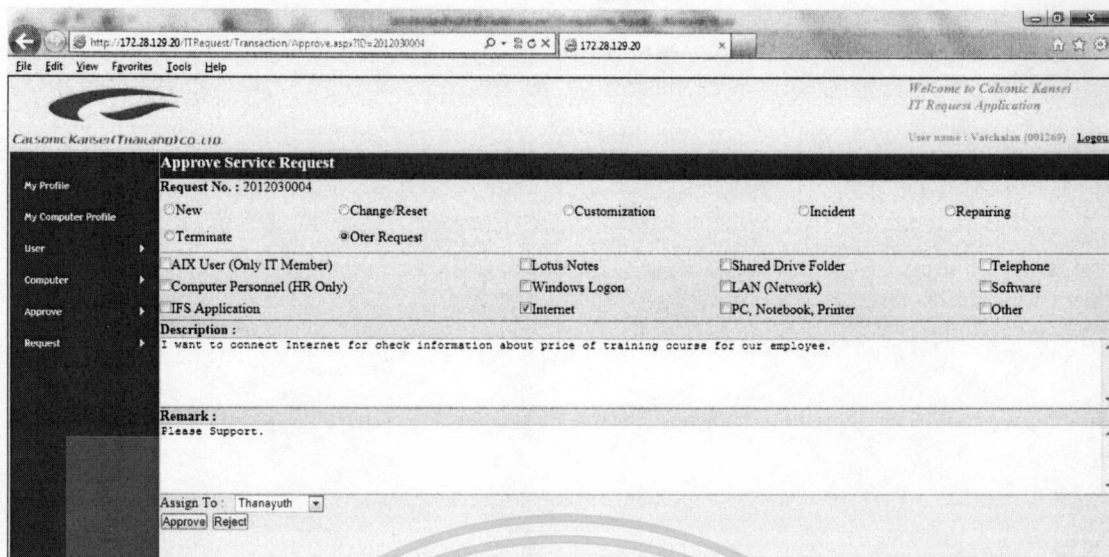 http://172.28.129.20/ITRequest/Transaction/Approve.aspx?ID=2012030004
172.28.129.20
File Edit View Favorites Tools Help
Welcome to Calsonic Kansei
IT Request Application
Calsonic Kansei (Thailand) co.,LTD.
User name : Vatchalan (001269) Logout
Approve Service Request
My Profile
Request No. : 2012030004
New Change/Reset Customization Incident Repairing
My Computer Profile
Terminate Oter Request
User
AIX User (Only IT Member) Lotus Notes Shared Drive Folder Telephone
Computer
Computer Personnel (HR Only) Windows Logon LAN (Network) Software
Approve
IFS Application Internet PC, Notebook, Printer Other
Description :
Request
I want to connect Internet for check information about price of training course for our employee.
Remark :
Please Support.
Assign To : Thanayuth
Approve Reject